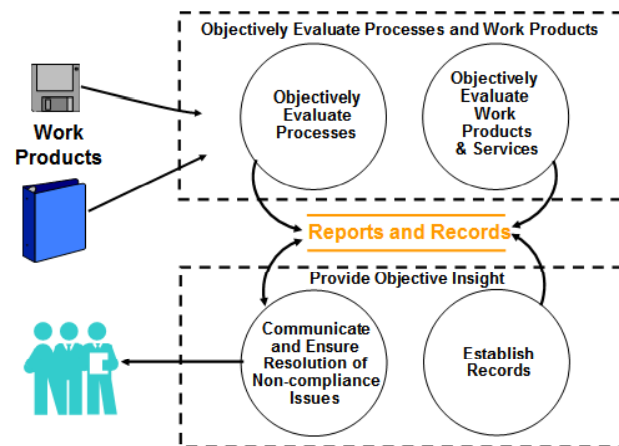 Objectively Evaluate Processes and Work Products
Objectively
Evaluate
Processes
Objectively
Evaluate
Work
Products
& Services
Work
Products
Reports and Records
Provide Objective Insight
Communicate
and Ensure
Resolution of
Non-compliance
Issues
Establish
Records